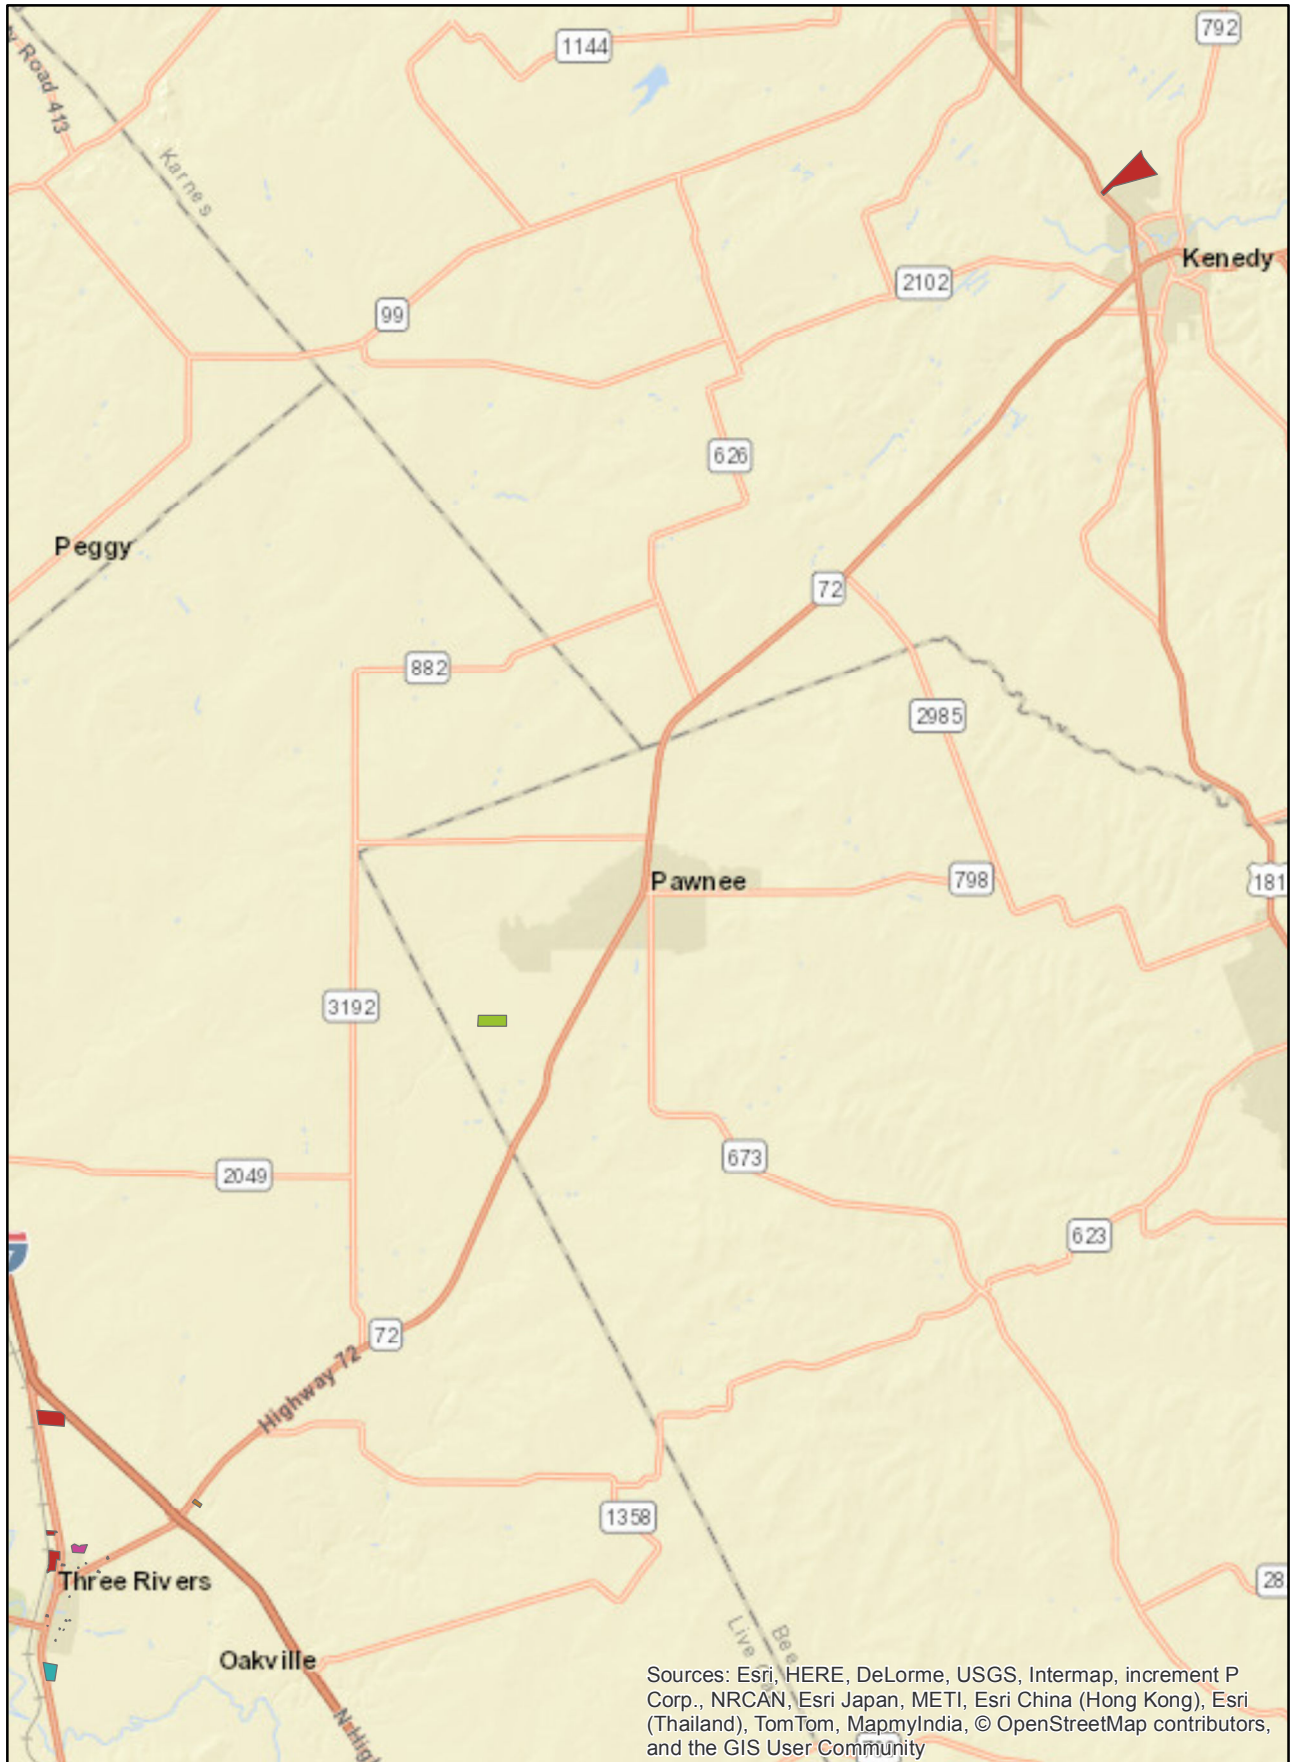 1144
792
Road 413
Karnes
Kenedy
2102
99
626
Peggy
72
882
2985
Pawnee
798
181
3192
673
2049
623
7
72
Highway 72
1358
28
Three Rivers
Oakville
Bee
Live
N High
Sources: Esri, HERE, DeLorme, USGS, Intermap, increment P
Corp., NRCAN, Esri Japan, METI, Esri China (Hong Kong), Esri
(Thailand), TomTom, MapmyIndia, © OpenStreetMap contributors,
and the GIS User Community